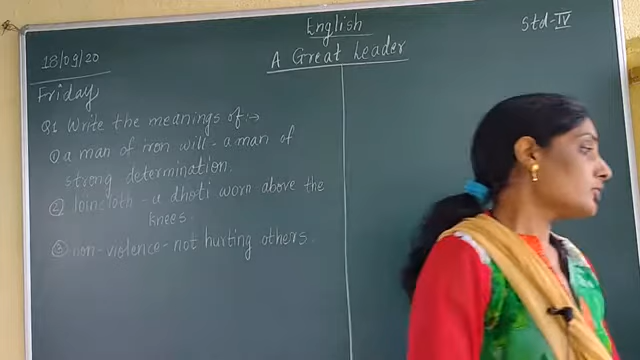 English
Std-IV
A Great Leader
18/09/20
Friday
Q1 Write the meanings of:→
① a man of iron will - a man of
strong determination.
② loincloth - a dhoti worn above the
knees.
③ non-violence - not hurting others.